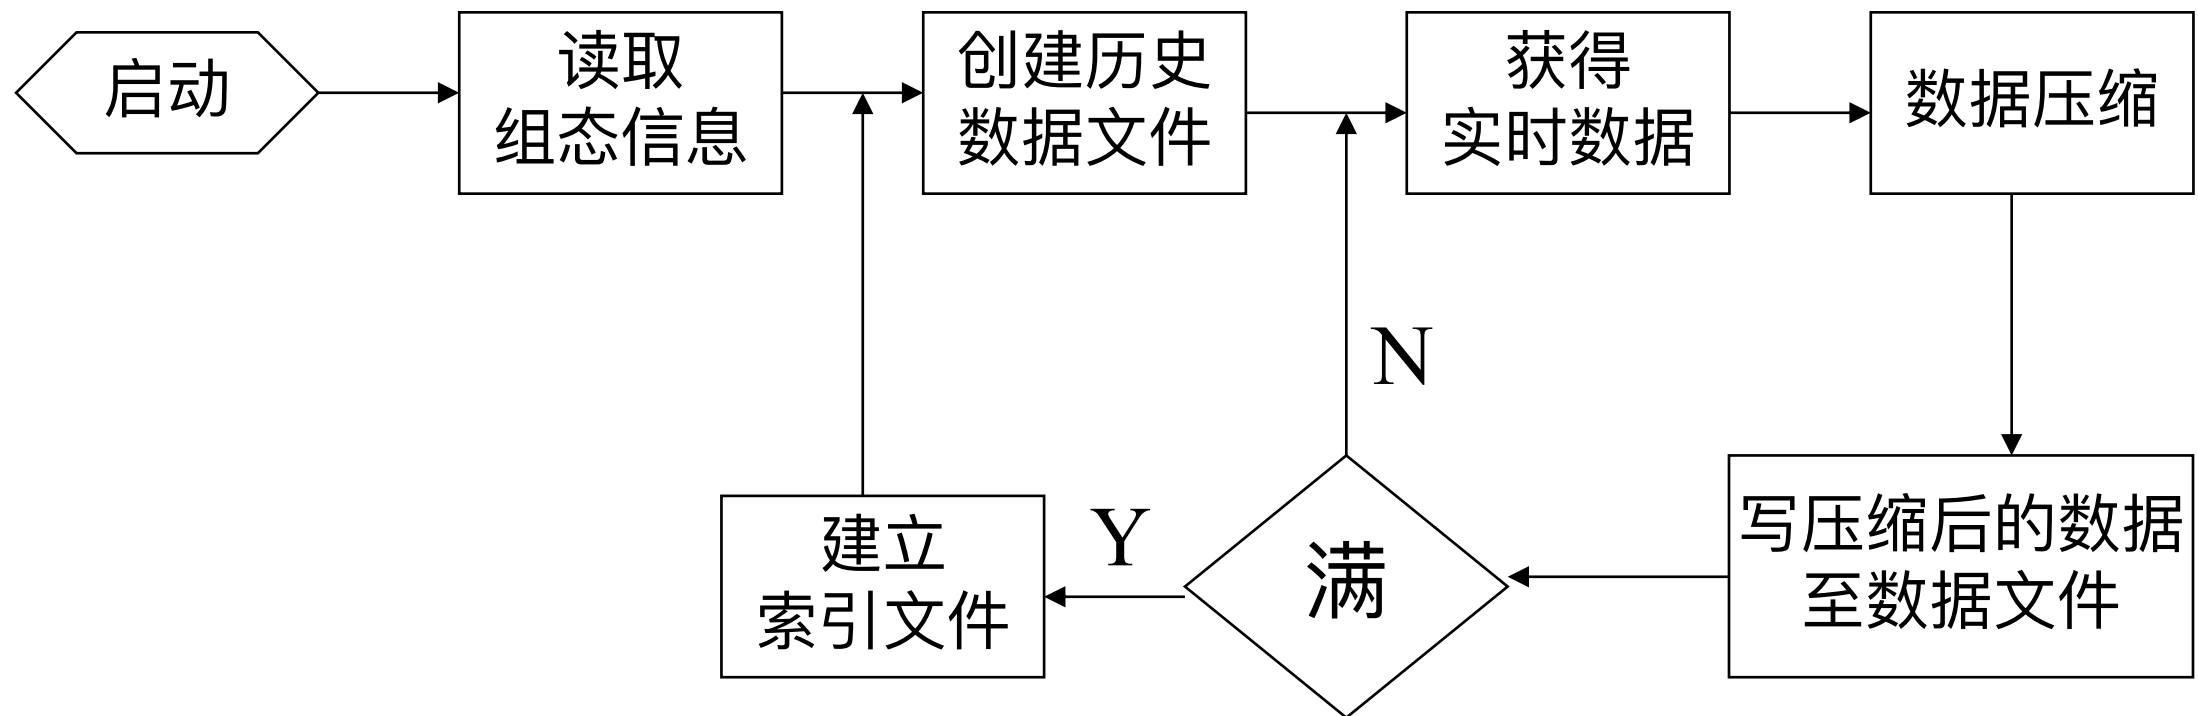 启动
读取
组态信息
创建历史
数据文件
获得
实时数据
数据压缩
N
写压缩后的数据
至数据文件
满
Y
建立
索引文件